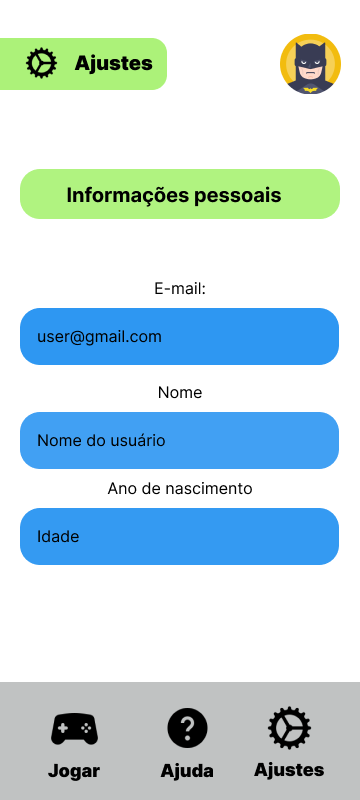 Ajustes
Informações pessoais
E-mail:
user@gmail.com
Nome
Nome do usuário
Ano de nascimento
Idade
Jogar
Ajuda
Ajustes